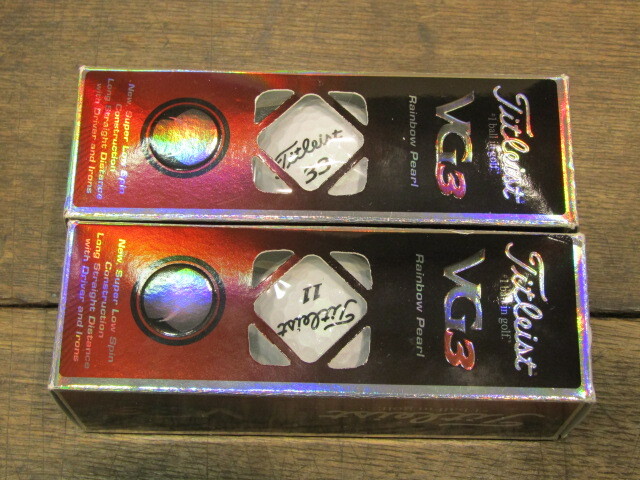 Titleist
#1 ball in golf.
VG3
Rainbow Pearl
Titleist
33
New, Super Low Spin
Construction
Long Straight Distance
with Driver and Irons
Titleist
#1 ball in golf.
VG3
Rainbow Pearl
Titleist
11
New, Super Low Spin
Construction
Long Straight Distance
with Driver and Irons
Titleist